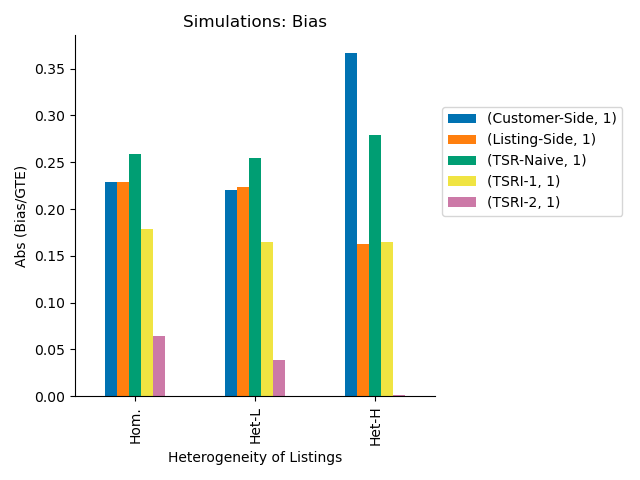 Simulations: Bias
Abs (Bias/GTE)
0.35
0.30
0.25
0.20
0.15
0.10
0.05
0.00
Hom.
Het-L
Het-H
Heterogeneity of Listings
(Customer-Side, 1)
(Listing-Side, 1)
(TSR-Naive, 1)
(TSRI-1, 1)
(TSRI-2, 1)